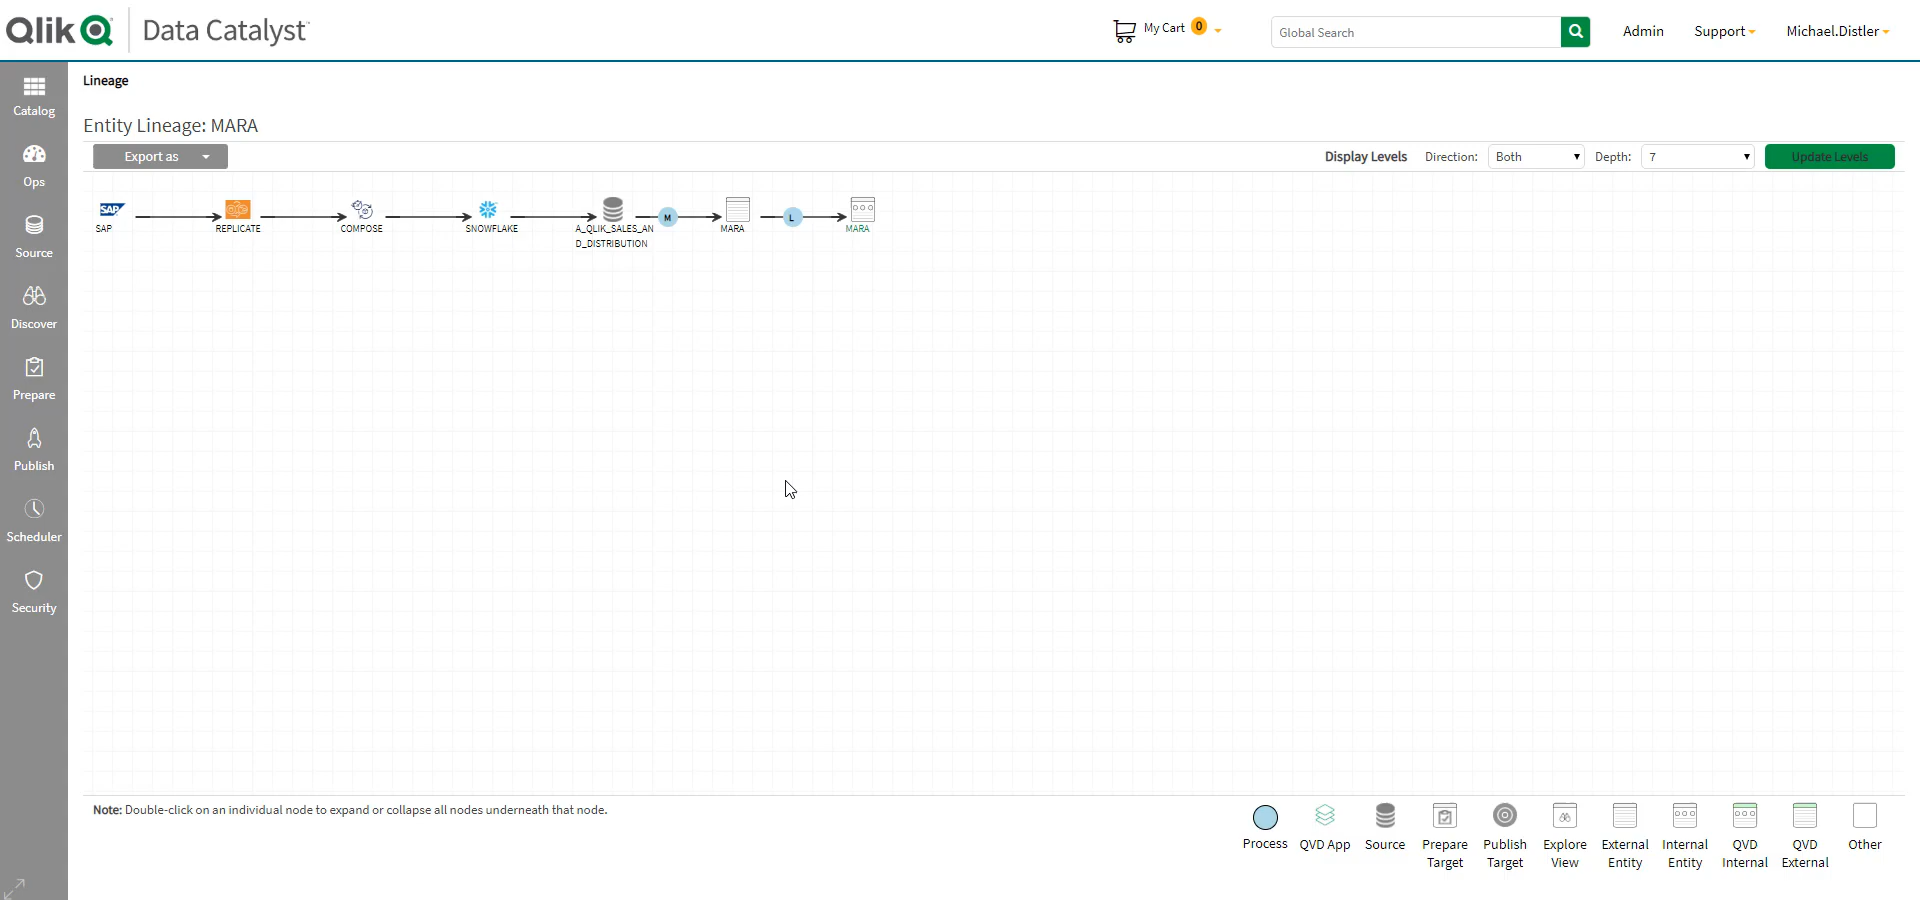 Qlik Q Data Catalyst
My Cart 0
Global Search
Admin
Support
Michael.Distler
Catalog
Ops
Source
Discover
Prepare
Publish
Scheduler
Security
Lineage
Entity Lineage: MARA
Export as
Display Levels Direction: Both Depth: 7 Update Levels
SAP
SAP
REPLICATE
COMPOSE
SNOWFLAKE
A_QLIK_SALES_AN
D_DISTRIBUTION
M
MARA
L
MARA
Note: Double-click on an individual node to expand or collapse all nodes underneath that node.
Process
QVD App
Source
Prepare
Target
Publish
Target
Explore
View
External
Entity
Internal
Entity
QVD
Internal
QVD
External
Other